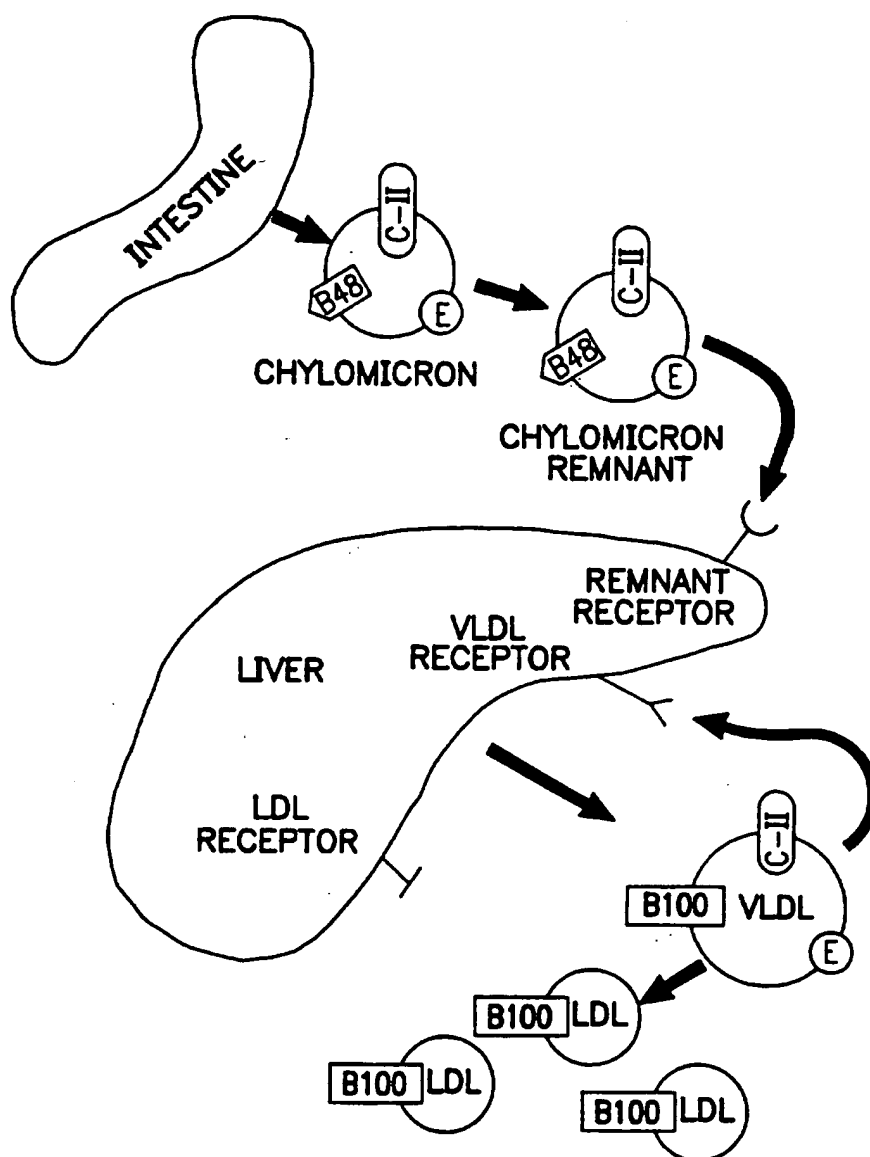 INTESTINE
C-II
B48
E
CHYLOMICRON
C-II
B48
E
CHYLOMICRON
REMNANT
REMNANT
RECEPTOR
VLDL
RECEPTOR
LIVER
LDL
RECEPTOR
C-II
B100 VLDL
E
B100 LDL
B100 LDL
B100 LDL